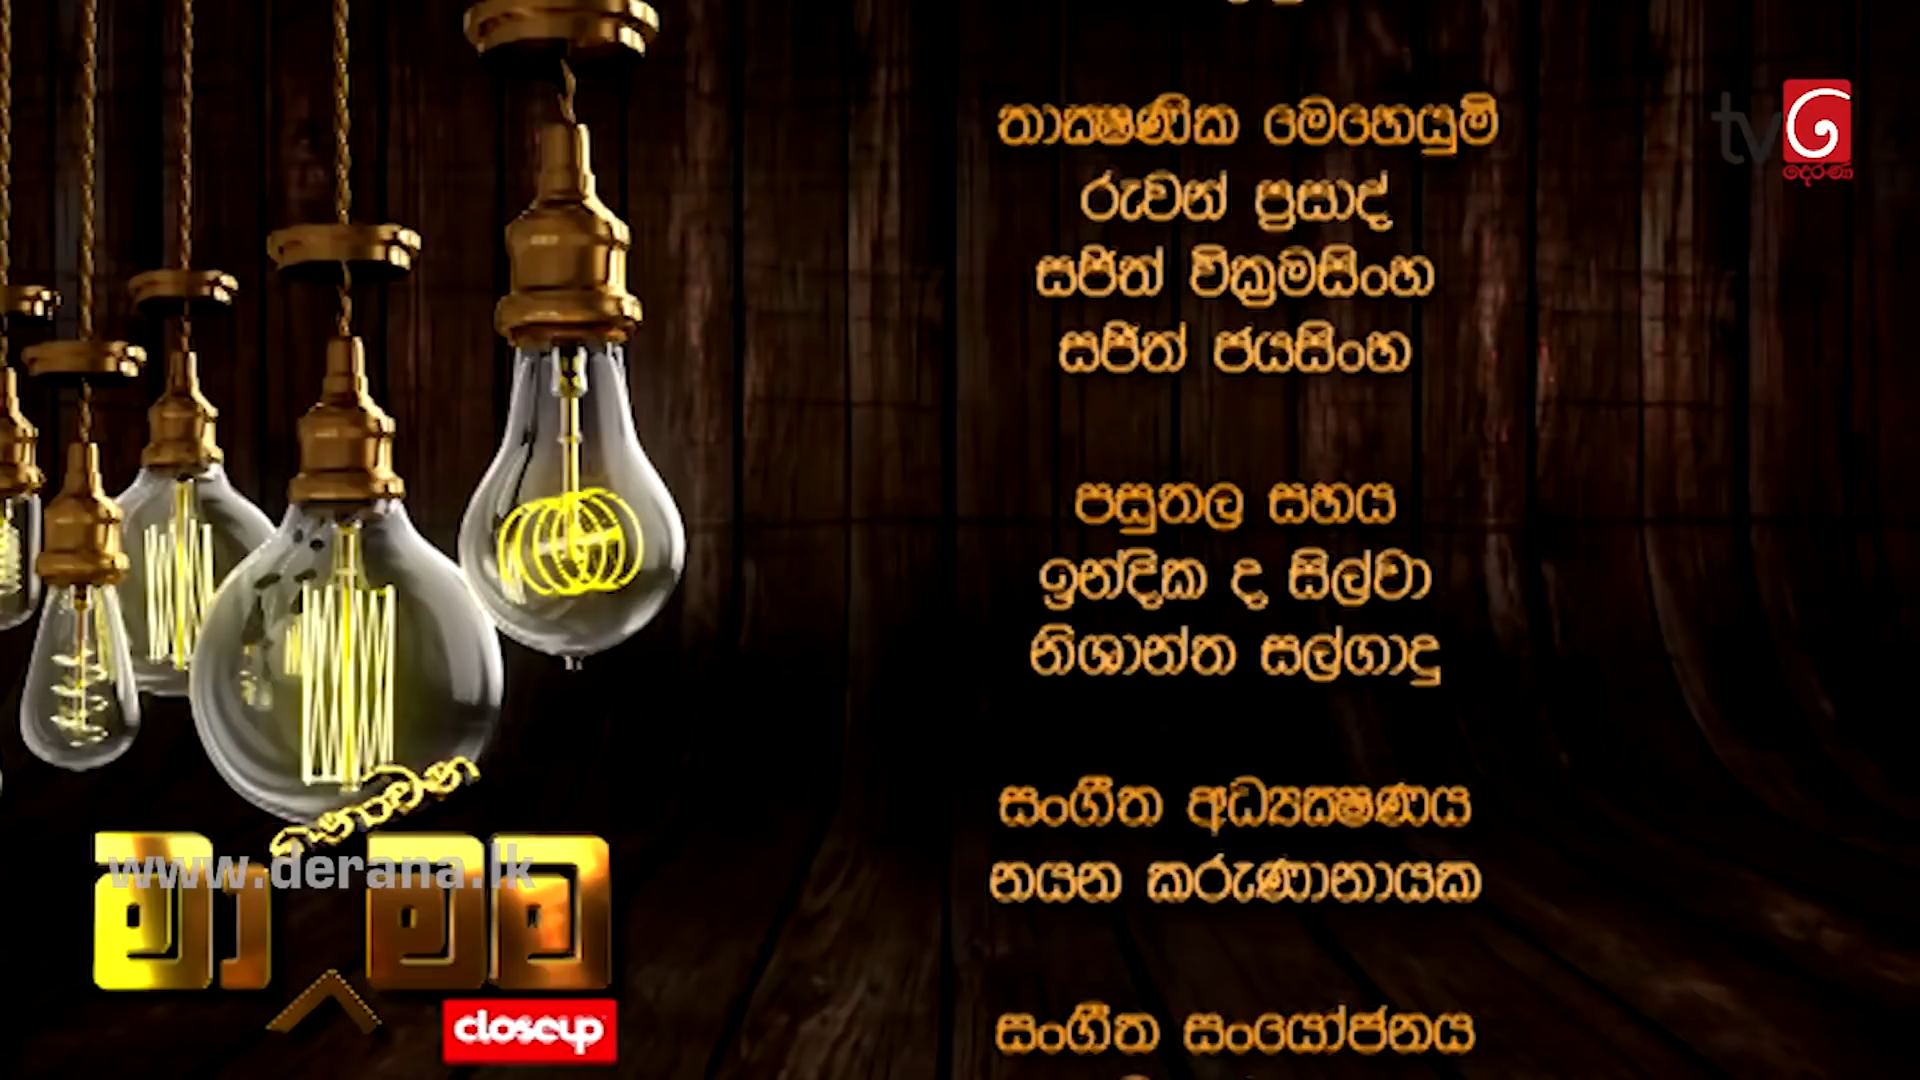 තාක්‍ෂණික මෙහෙයුම්
රුවන් ප්‍රසාද්
සජිත් වික්‍රමසිංහ
සජිත් ජයසිංහ
පසුතල සහය
ඉන්දික ද සිල්වා
නිශාන්ත සල්ගාදු
සංගීත අධ්‍යක්‍ෂණය
නයන කරුණානායක
සංගීත සංයෝජනය
tv
දෙරණ
www.derana.lk
closeup